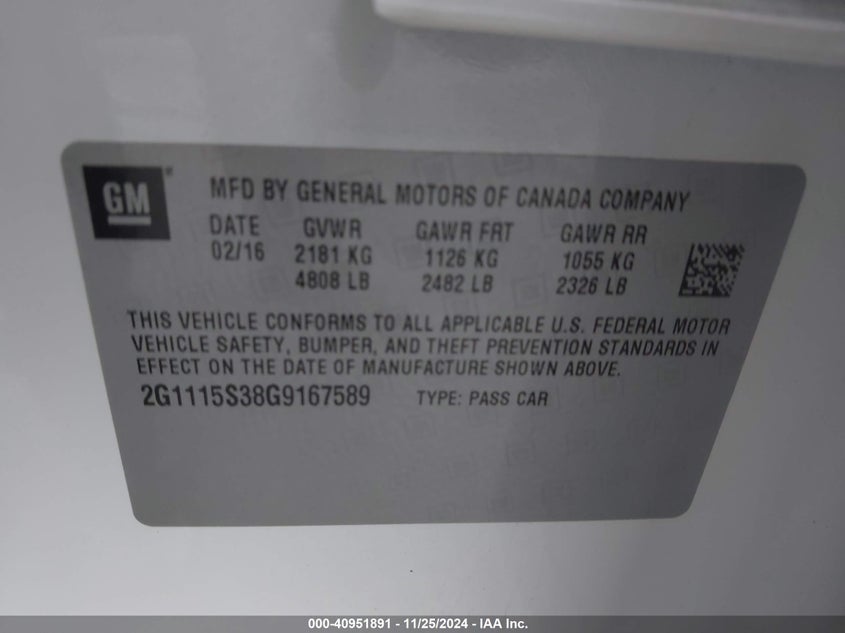 GM
MFD BY GENERAL MOTORS OF CANADA COMPANY
DATE GVWR GAWR FRT GAWR RR
02/16 2181 KG 1126 KG 1055 KG
4808 LB 2482 LB 2326 LB
THIS VEHICLE CONFORMS TO ALL APPLICABLE U.S. FEDERAL MOTOR
VEHICLE SAFETY, BUMPER, AND THEFT PREVENTION STANDARDS IN
EFFECT ON THE DATE OF MANUFACTURE SHOWN ABOVE.
2G1115S38G9167589 TYPE: PASS CAR
000-40951891 - 11/25/2024 - IAA Inc.